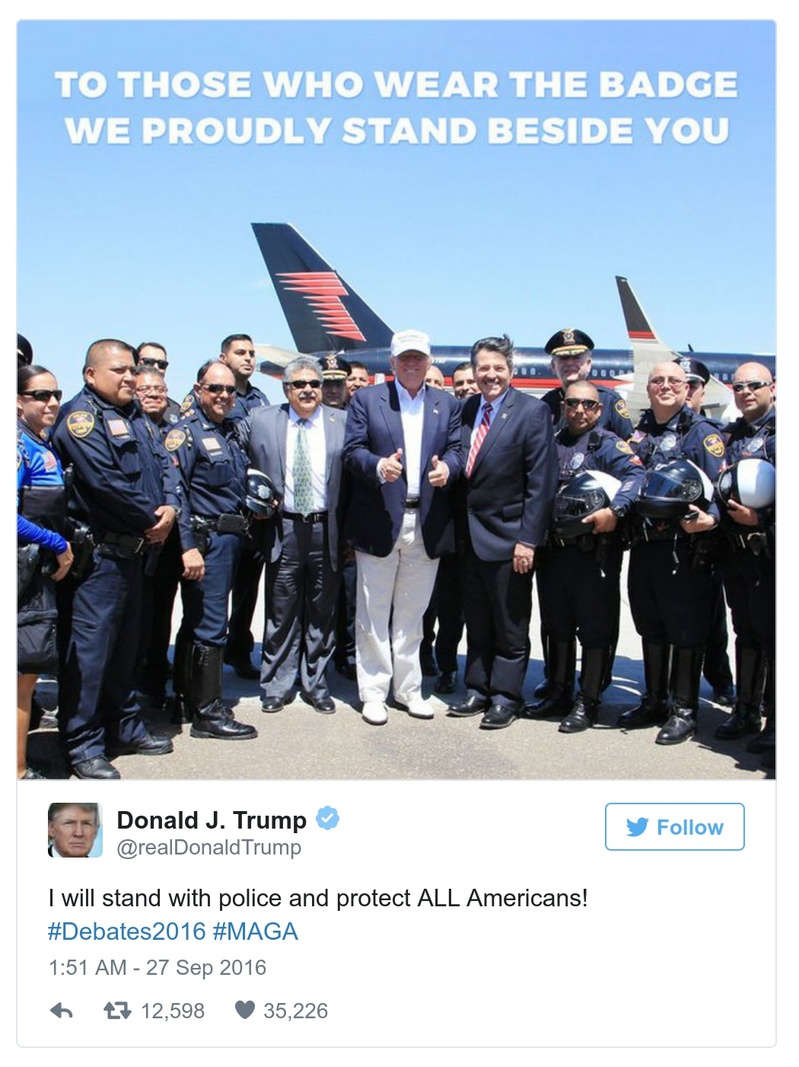 TO THOSE WHO WEAR THE BADGE
WE PROUDLY STAND BESIDE YOU
Donald J. Trump
@realDonaldTrump
Follow
I will stand with police and protect ALL Americans!
#Debates2016 #MAGA
1:51 AM - 27 Sep 2016
12,598 35,226